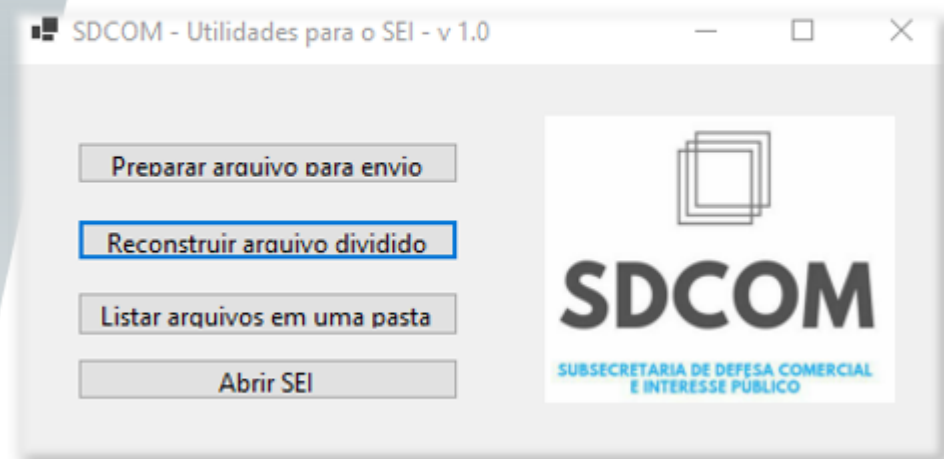 SDCOM - Utilidades para o SEI - v 1.0
Preparar arquivo para envio
Reconstruir arquivo dividido
Listar arquivos em uma pasta
Abrir SEI
SDCOM
SUBSECRETARIA DE DEFESA COMERCIAL
E INTERESSE PÚBLICO